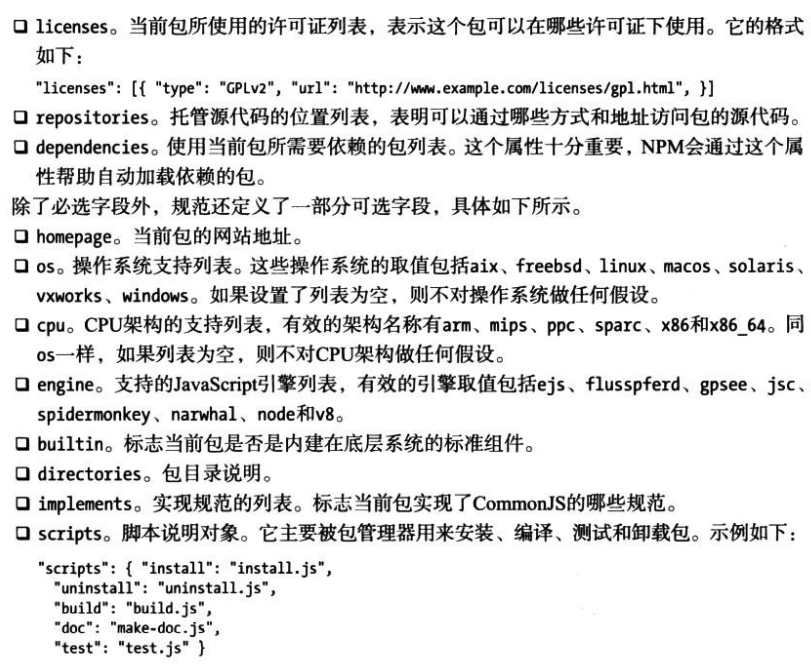 ❑ licenses。当前包所使用的许可证列表，表示这个包可以在哪些许可证下使用。它的格式
如下：
"licenses": [{ "type": "GPLv2", "url": "http://www.example.com/licenses/gpl.html", }]
❑ repositories。托管源代码的位置列表，表明可以通过哪些方式和地址访问包的源代码。
❑ dependencies。使用当前包所需要依赖的包列表。这个属性十分重要，NPM会通过这个属
性帮助自动加载依赖的包。
除了必选字段外，规范还定义了一部分可选字段，具体如下所示。
❑ homepage。当前包的网站地址。
❑ os。操作系统支持列表。这些操作系统的取值包括aix、freebsd、linux、macos、solaris、
vxworks、windows。如果设置了列表为空，则不对操作系统做任何假设。
❑ cpu。CPU架构的支持列表，有效的架构名称有arm、mips、ppc、sparc、x86和x86_64。同
os一样，如果列表为空，则不对CPU架构做任何假设。
❑ engine。支持的JavaScript引擎列表，有效的引擎取值包括ejs、flusspferd、gpsee、jsc、
spidermonkey、narwhal、node和v8。
❑ builtin。标志当前包是否是内建在底层系统的标准组件。
❑ directories。包目录说明。
❑ implements。实现规范的列表。标志当前包实现了CommonJS的哪些规范。
❑ scripts。脚本说明对象。它主要被包管理器用来安装、编译、测试和卸载包。示例如下：
"scripts": { "install": "install.js",
"uninstall": "uninstall.js",
"build": "build.js",
"doc": "make-doc.js",
"test": "test.js" }